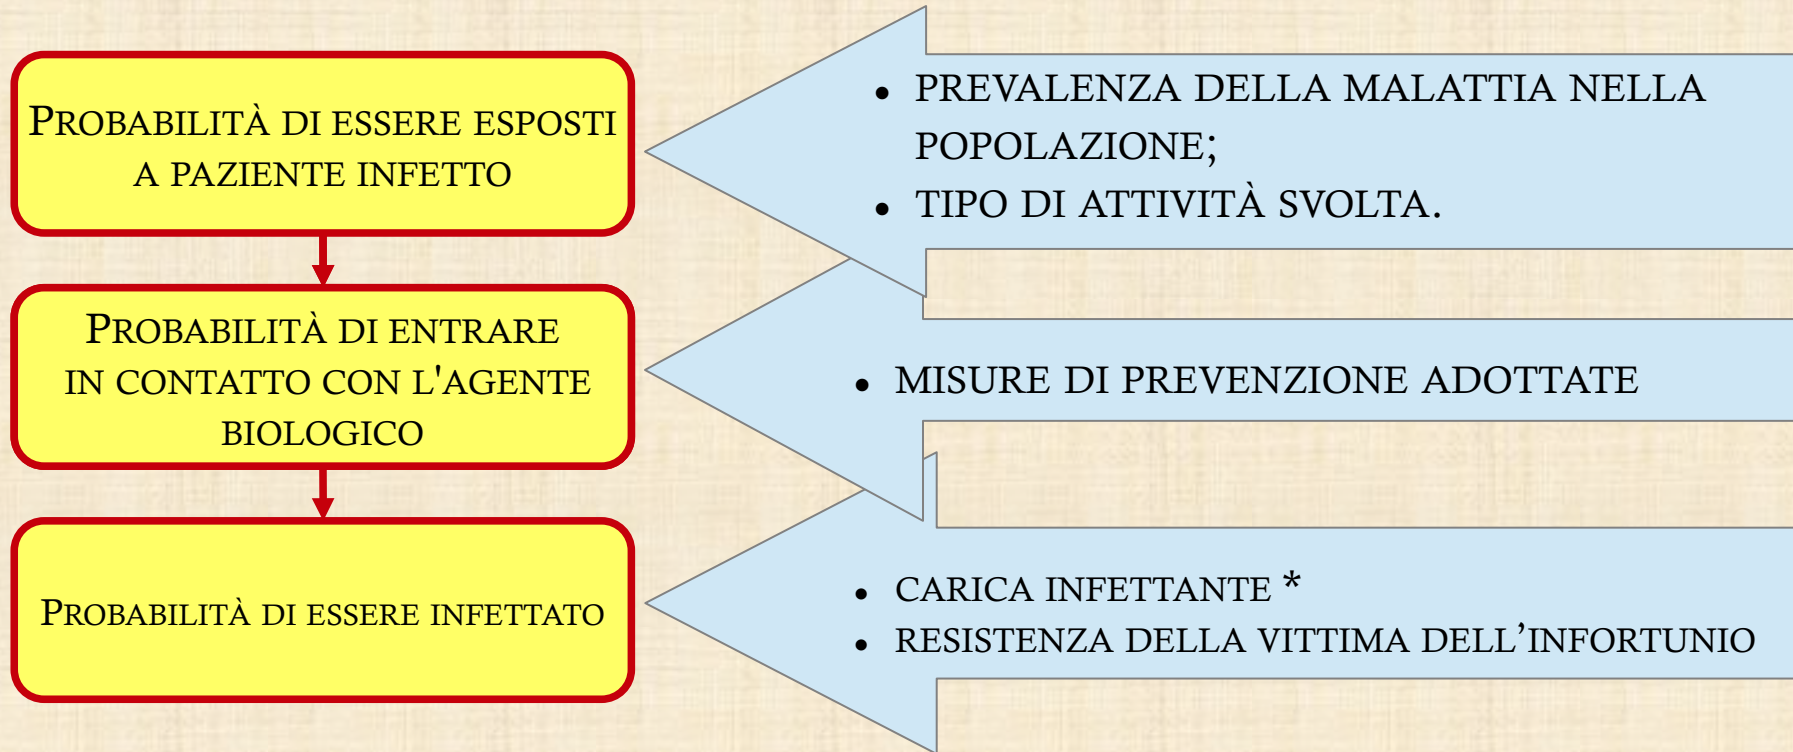 PROBABILITÀ DI ESSERE ESPOSTI
A PAZIENTE INFETTO
• PREVALENZA DELLA MALATTIA NELLA
POPOLAZIONE;
• TIPO DI ATTIVITÀ SVOLTA.
PROBABILITÀ DI ENTRARE
IN CONTATTO CON L'AGENTE
BIOLOGICO
• MISURE DI PREVENZIONE ADOTTATE
PROBABILITÀ DI ESSERE INFETTATO
• CARICA INFETTANTE *
• RESISTENZA DELLA VITTIMA DELL’INFORTUNIO